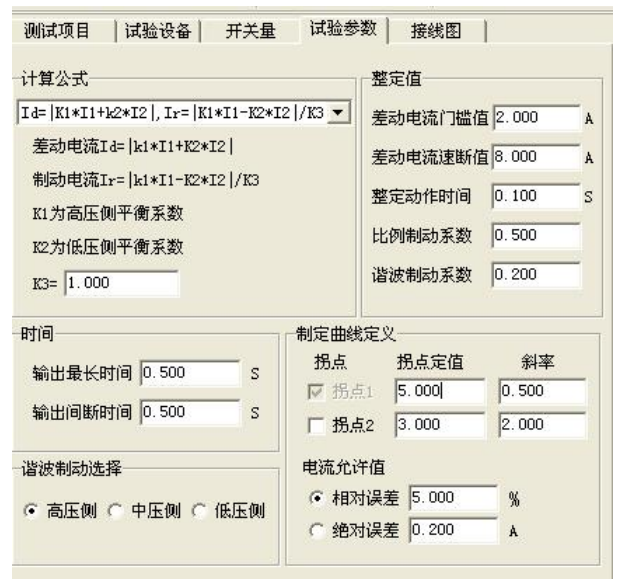 测试项目 试验设备 开关量 试验参数 接线图
计算公式
Id=|K1*I1+k2*I2|,Ir=|K1*I1-K2*I2|/K3
差动电流Id=|k1*I1+K2*I2|
制动电流Ir=|k1*I1-K2*I2|/K3
K1为高压侧平衡系数
K2为低压侧平衡系数
K3= 1.000
整定值
差动电流门槛值 2.000 A
差动电流速断值 8.000 A
整定动作时间 0.100 S
比例制动系数 0.500
谐波制动系数 0.200
时间
输出最长时间 0.500 S
输出间断时间 0.500 S
谐波制动选择
高压侧 中压侧 低压侧
制定曲线定义
拐点 拐点定值 斜率
拐点1 5.000 0.500
拐点2 3.000 2.000
电流允许值
相对误差 5.000 %
绝对误差 0.200 A